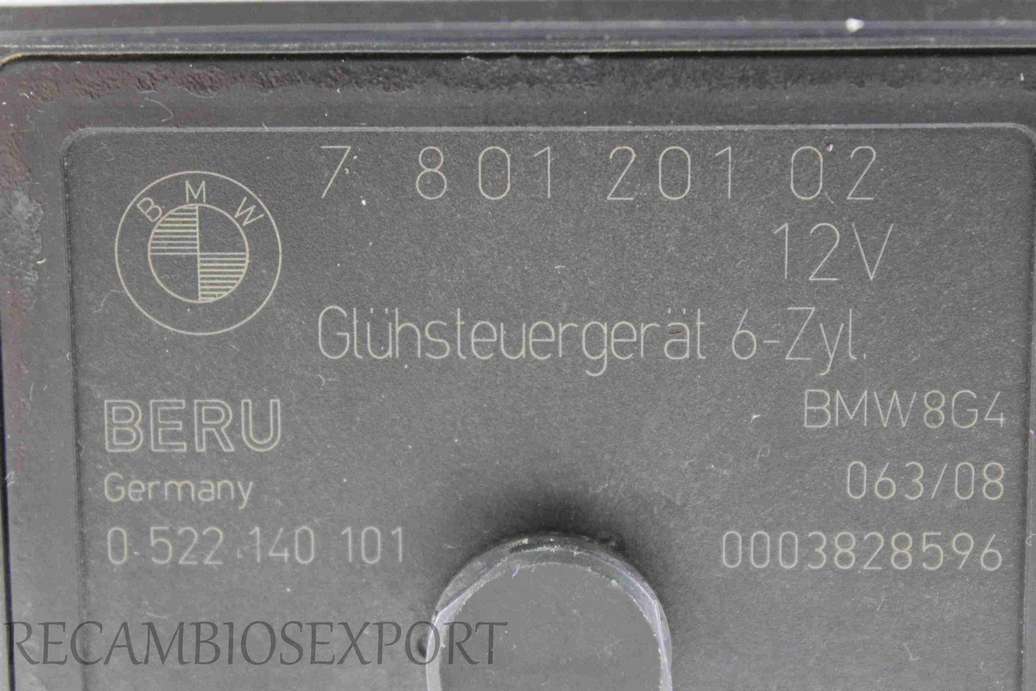 7 801 201 02
BMW
12V
Glühsteuergerät 6-Zyl.
BERU
BMW8G4
Germany
063/08
0 522 140 101
0003828596
RECAMBIOSEXPORT